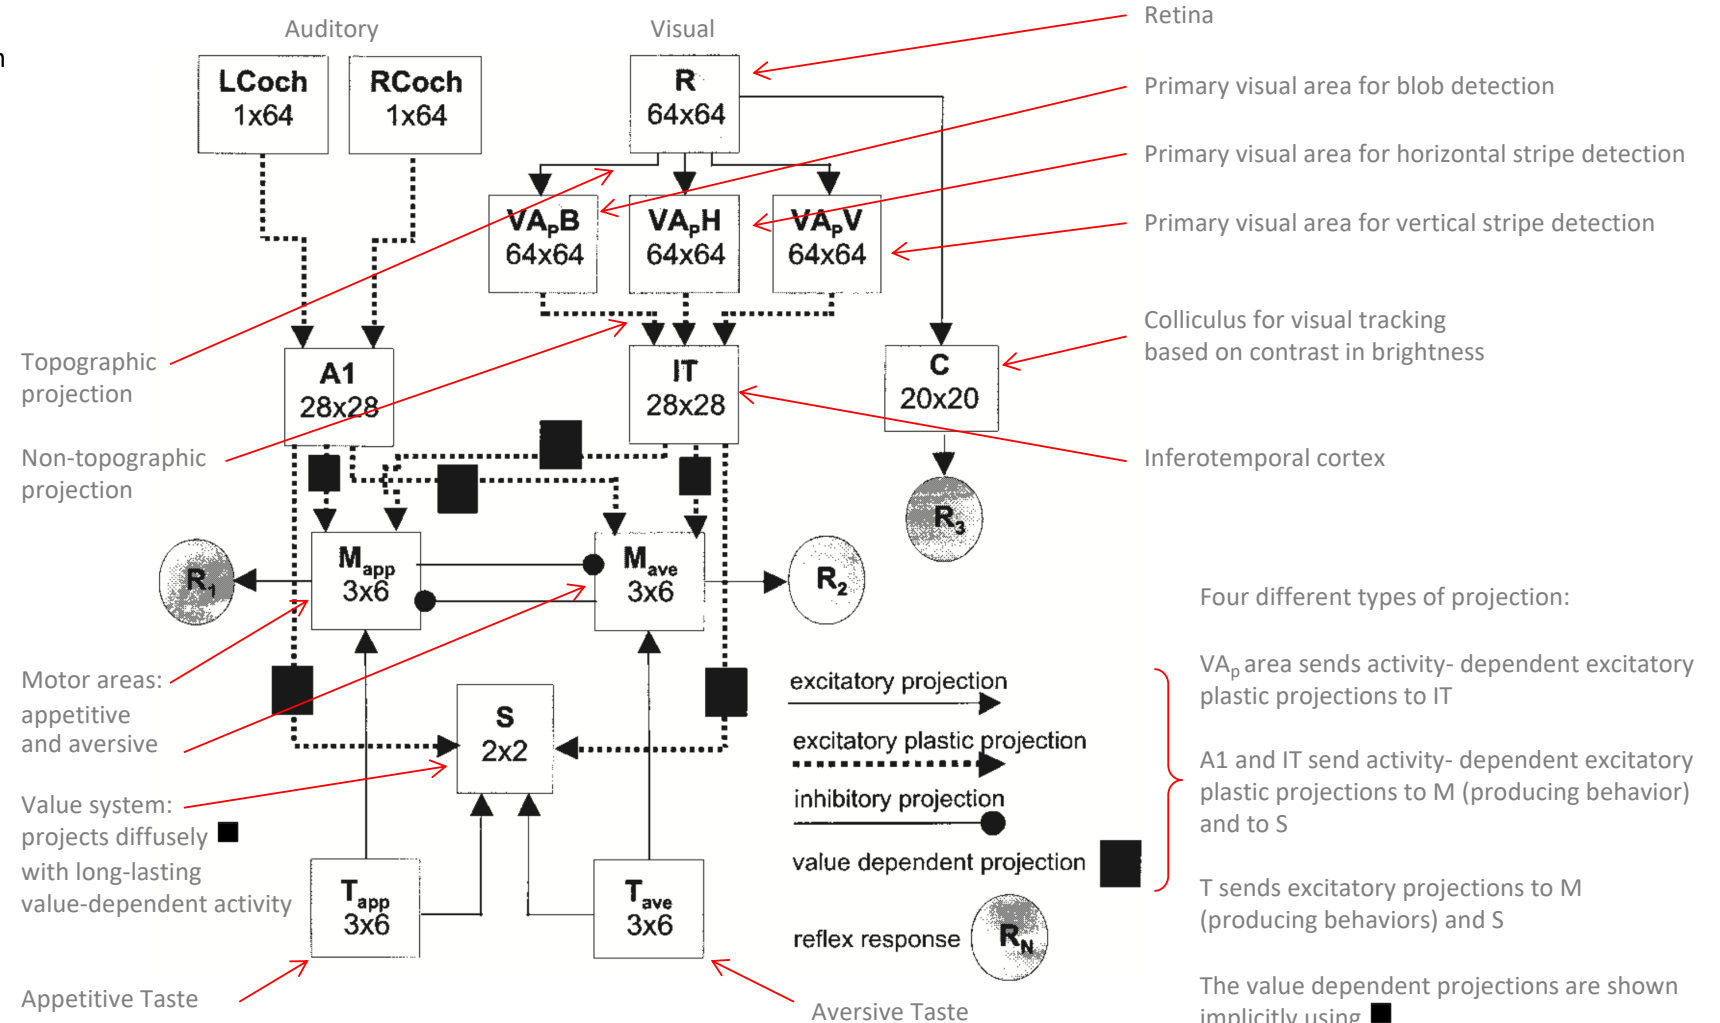 Auditory
Visual
Retina
n
LCoch
1x64
RCoch
1x64
R
64x64
Primary visual area for blob detection
Primary visual area for horizontal stripe detection
VApB
64x64
VApH
64x64
VApV
64x64
Primary visual area for vertical stripe detection
Colliculus for visual tracking
based on contrast in brightness
Topographic
projection
A1
28x28
IT
28x28
C
20x20
Non-topographic
projection
Inferotemporal cortex
R3
Mapp
3x6
Mave
3x6
R1
R2
Four different types of projection:
Motor areas:
appetitive
and aversive
S
2x2
excitatory projection
excitatory plastic projection
inhibitory projection
value dependent projection
reflex response
RN
VAp area sends activity- dependent excitatory
plastic projections to IT
A1 and IT send activity- dependent excitatory
plastic projections to M (producing behavior)
and to S
Value system:
projects diffusely
with long-lasting
value-dependent activity
Tapp
3x6
Tave
3x6
T sends excitatory projections to M
(producing behaviors) and S
Appetitive Taste
Aversive Taste
The value dependent projections are shown
implicitly using